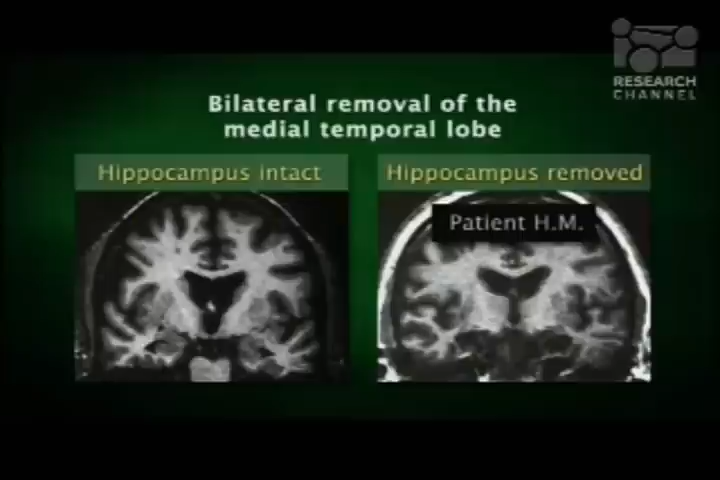 RESEARCH
CHANNEL
Bilateral removal of the
medial temporal lobe
Hippocampus intact
Hippocampus removed
Patient H.M.